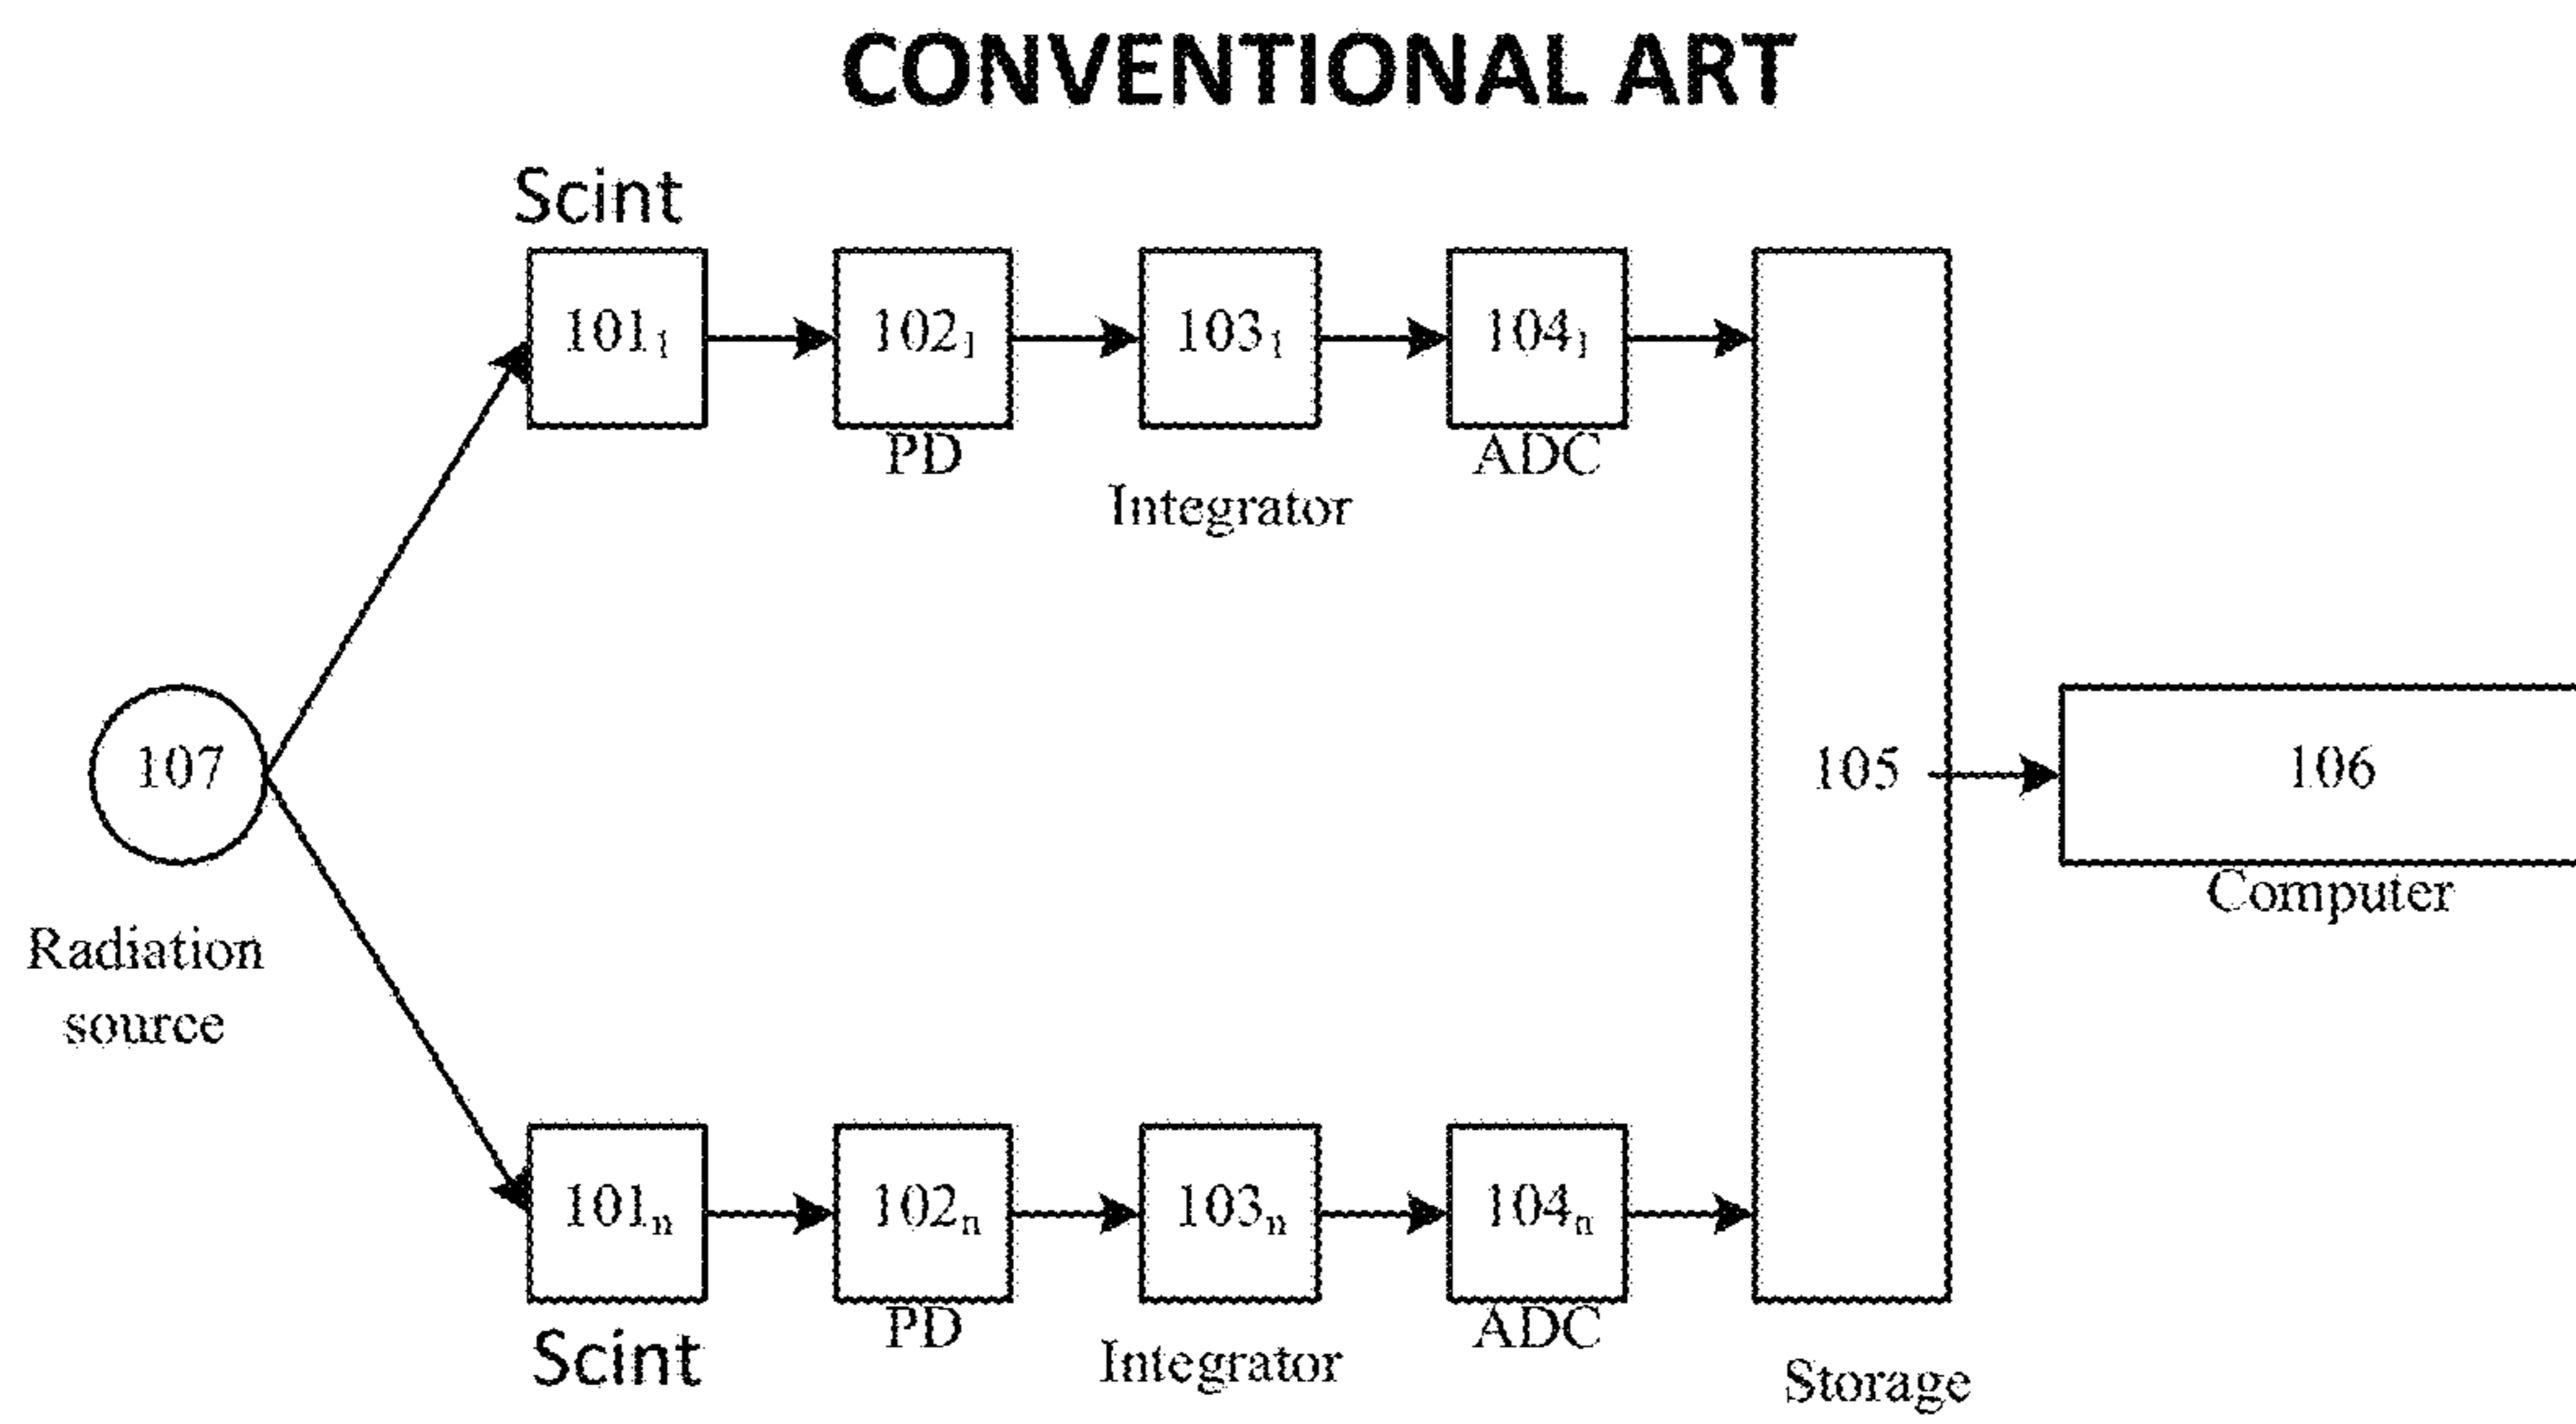 CONVENTIONAL ART
Scint
101₁ 102₁ 103₁ 104₁
PD ADC
Integrator
107 105 106
Computer
Radiation
source
101ₙ 102ₙ 103ₙ 104ₙ
PD ADC
Scint Integrator
Storage